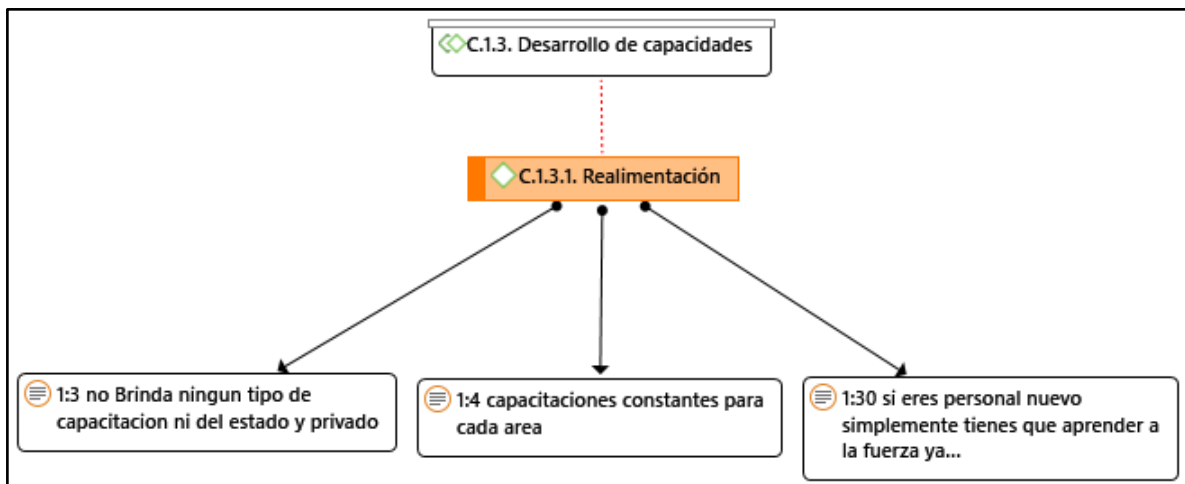 C.1.3. Desarrollo de capacidades
C.1.3.1. Realimentación
1:3 no Brinda ningun tipo de
capacitacion ni del estado y privado
1:4 capacitaciones constantes para
cada area
1:30 si eres personal nuevo
simplemente tienes que aprender a
la fuerza ya...